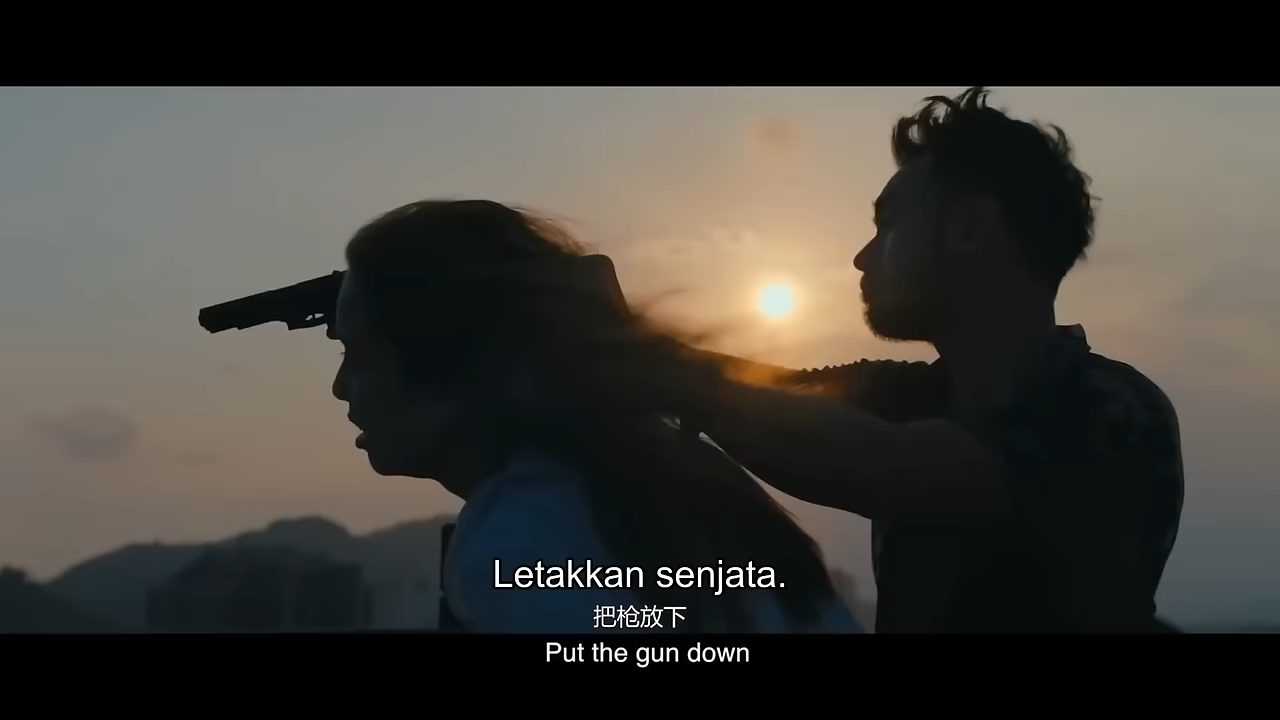 Letakkan senjata.
把枪放下
Put the gun down